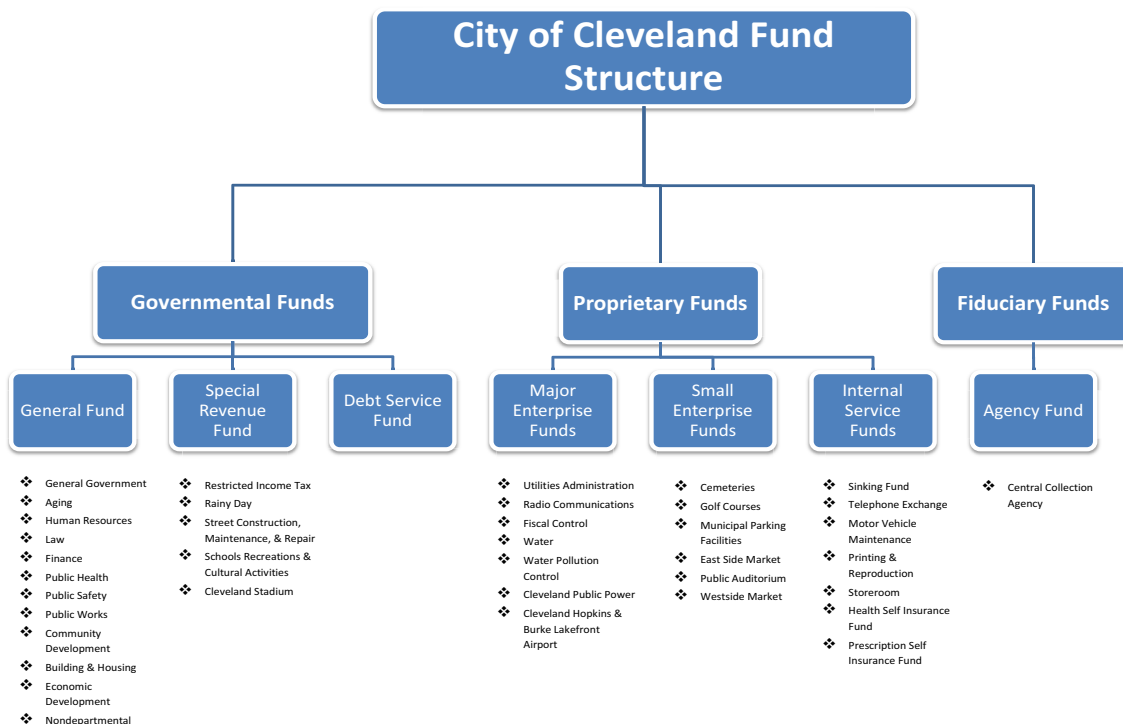 City of Cleveland Fund
Structure
Governmental Funds
Proprietary Funds
Fiduciary Funds
General Fund
Special
Revenue
Fund
Debt Service
Fund
Major
Enterprise
Funds
Small
Enterprise
Funds
Internal
Service
Funds
Agency Fund
❖ General Government
❖ Aging
❖ Human Resources
❖ Law
❖ Finance
❖ Public Health
❖ Public Safety
❖ Public Works
❖ Community
Development
❖ Building & Housing
❖ Economic
Development
❖ Nondepartmental
❖ Restricted Income Tax
❖ Rainy Day
❖ Street Construction,
Maintenance, & Repair
❖ Schools Recreations &
Cultural Activities
❖ Cleveland Stadium
❖ Utilities Administration
❖ Radio Communications
❖ Fiscal Control
❖ Water
❖ Water Pollution
Control
❖ Cleveland Public Power
❖ Cleveland Hopkins &
Burke Lakefront
Airport
❖ Cemeteries
❖ Golf Courses
❖ Municipal Parking
Facilities
❖ East Side Market
❖ Public Auditorium
❖ Westside Market
❖ Sinking Fund
❖ Telephone Exchange
❖ Motor Vehicle
Maintenance
❖ Printing &
Reproduction
❖ Storeroom
❖ Health Self Insurance
Fund
❖ Prescription Self
Insurance Fund
❖ Central Collection
Agency